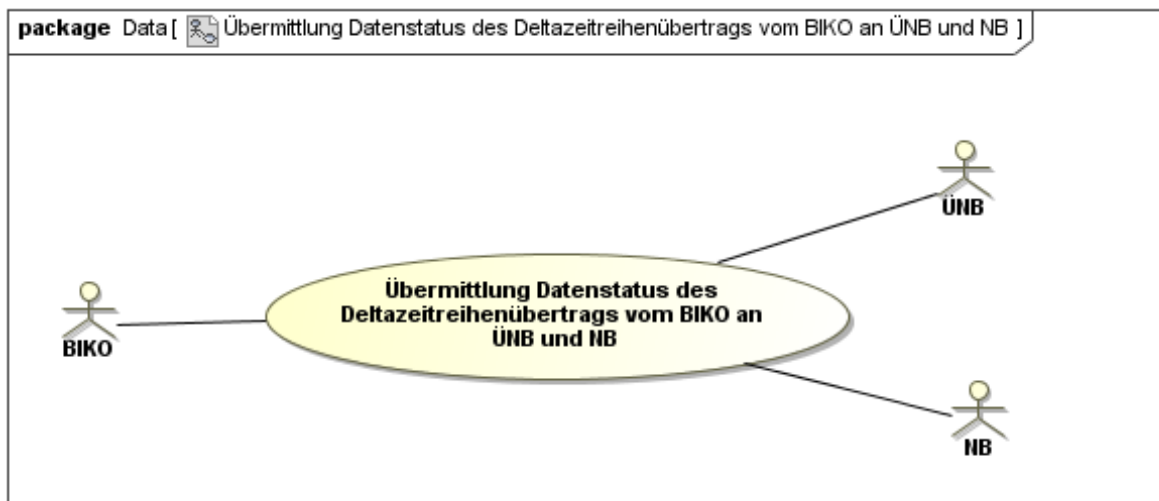 package Data [ Übermittlung Datenstatus des Deltazeitreihenübertrags vom BIKO an ÜNB und NB ]
ÜNB
Übermittlung Datenstatus des
Deltazeitreihenübertrags vom BIKO an
ÜNB und NB
BIKO
NB